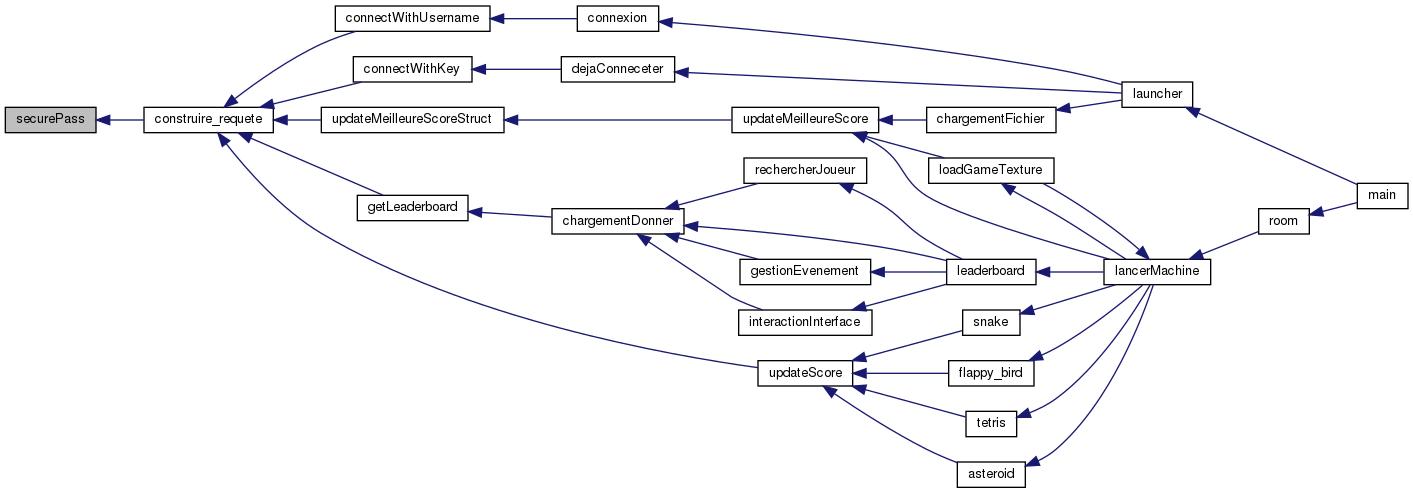 connectWithUsername
connexion
connectWithKey
dejaConneceter
launcher
securePass
construire_requete
updateMeilleureScoreStruct
updateMeilleureScore
chargementFichier
rechercherJoueur
loadGameTexture
main
getLeaderboard
chargementDonner
room
gestionEvenement
leaderboard
lancerMachine
interactionInterface
snake
updateScore
flappy_bird
tetris
asteroid